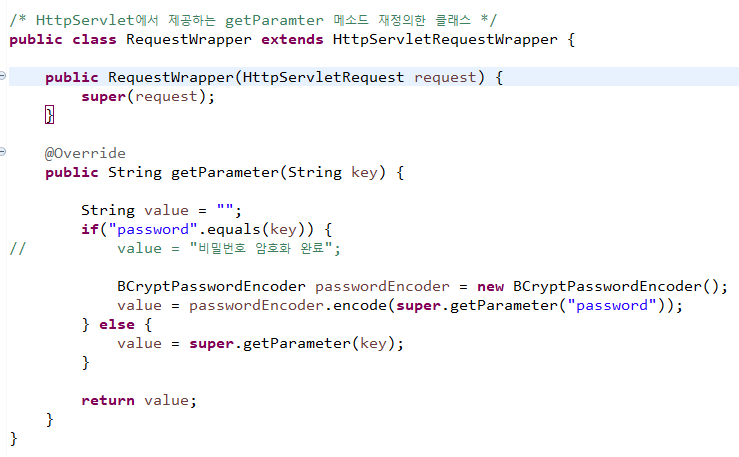 /* HttpServlet에서 제공하는 getParamter 메소드 재정의한 클래스 */
public class RequestWrapper extends HttpServletRequestWrapper {
public RequestWrapper(HttpServletRequest request) {
super(request);
}
@Override
public String getParameter(String key) {
String value = "";
if("password".equals(key)) {
// value = "비밀번호 암호화 완료";
BCryptPasswordEncoder passwordEncoder = new BCryptPasswordEncoder();
value = passwordEncoder.encode(super.getParameter("password"));
} else {
value = super.getParameter(key);
}
return value;
}
}